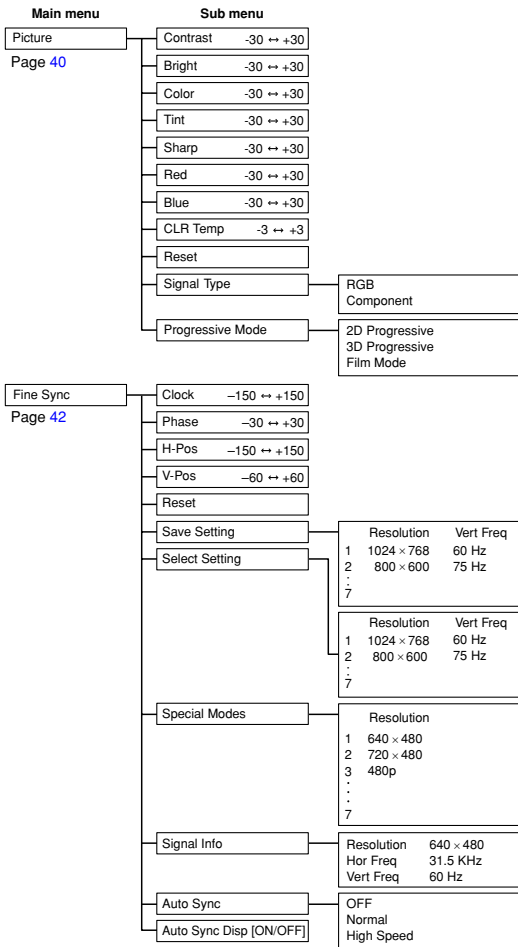 Main menu Sub menu
Picture
Page 40
Contrast -30 ↔ +30
Bright -30 ↔ +30
Color -30 ↔ +30
Tint -30 ↔ +30
Sharp -30 ↔ +30
Red -30 ↔ +30
Blue -30 ↔ +30
CLR Temp -3 ↔ +3
Reset
Signal Type
RGB
Component
Progressive Mode
2D Progressive
3D Progressive
Film Mode
Fine Sync
Page 42
Clock –150 ↔ +150
Phase –30 ↔ +30
H-Pos –150 ↔ +150
V-Pos –60 ↔ +60
Reset
Save Setting
Resolution Vert Freq
1 1024 × 768 60 Hz
2 800 × 600 75 Hz
:
7
Select Setting
Resolution Vert Freq
1 1024 × 768 60 Hz
2 800 × 600 75 Hz
:
7
Special Modes
Resolution
1 640 × 480
2 720 × 480
3 480p
:
:
7
Signal Info
Resolution 640 × 480
Hor Freq 31.5 KHz
Vert Freq 60 Hz
Auto Sync
OFF
Normal
High Speed
Auto Sync Disp [ON/OFF]